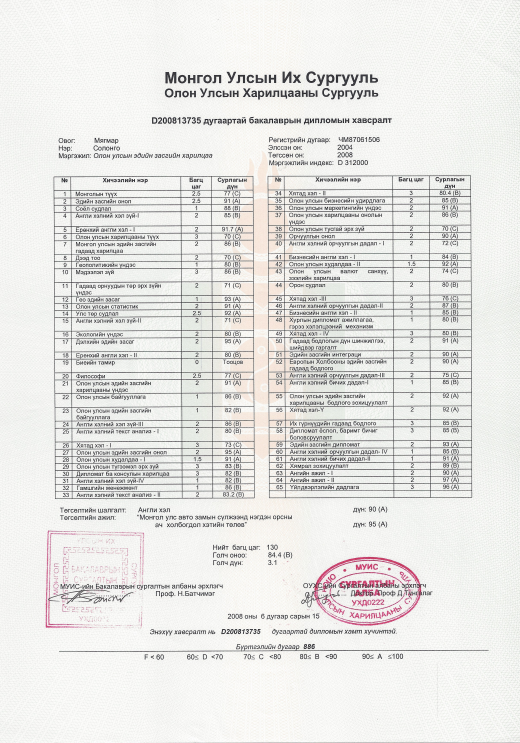 Монгол Улсын Их Сургууль
Олон Улсын Харилцааны Сургууль
D200813735 дугаартай бакалаврын дипломын хавсралт
Овог: Мягмар
Нэр: Солонго
Мэргэжил: Олон улсын эдийн засгийн харилцаа
Регистрийн дугаар: ЧМ87061506
Элссэн он: 2004
Төгссөн он: 2008
Мэргэжлийн индекс: D 312000
№ Хичээлийн нэр Багц цаг Сурлагын дүн
1 Монголын түүх 2.5 77 (C)
2 Эдийн засгийн онол 2.5 91 (A)
3 Соёл судлал 1 88 (B)
4 Англи хэлний хэл зүй-I 2 85 (B)
5 Ерөнхий англи хэл - I 2 91.7 (A)
6 Олон улсын харилцааны түүх 3 70 (C)
7 Монгол улсын эдийн засгийн
гадаад харилцаа 2 86 (B)
8 Дээд тоо 2 70 (C)
9 Геополитикийн үндэс 1 80 (B)
10 Мэдээлэл зүй 3 86 (B)
11 Гадаад орнуудын төр эрх зүйн
үндэс 2 71 (C)
12 Гео эдийн засаг 1 93 (A)
13 Олон улсын статистик 2 91 (A)
14 Улс төр судлал 2.5 92 (A)
15 Англи хэлний хэл зүй-II 2 71 (C)
16 Экологийн үндэс 2 80 (B)
17 Дэлхийн эдийн засаг 2 95 (A)
18 Ерөнхий англи хэл - II 2 80 (B)
19 Биеийн тамир 0 Тооцов
20 Философи 2.5 77 (C)
21 Олон улсын эдийн засгийн
харилцааны үндэс 2 91 (A)
22 Олон улсын байгууллага 1 86 (B)
23 Олон улсын эдийн засгийн
байгууллага 1 82 (B)
24 Англи хэлний хэл зүй-III 2 86 (B)
25 Англи хэлний текст анализ - I 2 80 (B)
26 Хятад хэл - I 3 73 (C)
27 Олон улсын эдийн засгийн онол 2 95 (A)
28 Олон улсын худалдаа - I 1.5 91 (A)
29 Олон улсын түгээмэл эрх зүй 3 83 (B)
30 Дипломат ба консулын харилцаа 3 82 (B)
31 Англи хэлний хэл зүй-IV 1 82 (B)
32 Гамшгийн менежмент 1 86 (B)
33 Англи хэлний текст анализ - II 2 83.2 (B)
№ Хичээлийн нэр Багц цаг Сурлагын дүн
34 Хятад хэл - II 3 80.4 (B)
35 Олон улсын бизнесийн удирдлага 2 85 (B)
36 Олон улсын маркетингийн үндэс 2 91 (A)
37 Олон улсын харилцааны онолын
үндэс 2 86 (B)
38 Олон улсын тусгай эрх зүй 2 70 (C)
39 Орчуулгын онол 2 90 (A)
40 Англи хэлний орчуулгын дадал - I 2 72 (C)
41 Бизнесийн англи хэл - I 1 84 (B)
42 Олон улсын худалдаа - II 1.5 92 (A)
43 Олон улсын валют санхүү,
зээлийн харилцаа 2 74 (C)
44 Орон судлал 2 80 (B)
45 Хятад хэл -III 3 76 (C)
46 Англи хэлний орчуулгын дадал-II 2 87 (B)
47 Бизнесийн англи хэл - II 1 85 (B)
48 Хурлын дипломат ажиллагаа,
гэрээ хэлэлцээний механизм 2 80 (B)
49 Хятад хэл - IV 3 80 (B)
50 Гадаад бодлогын дүн шинжилгээ,
шийдвэр гаргалт 2 91 (A)
51 Эдийн засгийн интеграци 2 90 (A)
52 Европын Холбооны эдийн засгийн
гадаад бодлого 2 90 (A)
53 Англи хэлний орчуулгын дадал-III 2 75 (C)
54 Англи хэлний бичих дадал-I 1 85 (B)
55 Олон улсын эдийн засгийн
харилцааны бодлого зохицуулалт 2 92 (A)
56 Хятад хэл-V 2 92 (A)
57 Их гүрнүүдийн гадаад бодлого 3 85 (B)
58 Дипломат ёслол, баримт бичиг
боловсруулалт 2 85 (B)
59 Эдийн засгийн дипломат 2 93 (A)
60 Англи хэлний орчуулгын дадал- IV 1 85 (B)
61 Англи хэлний бичих дадал-II 1 91 (A)
62 Хямрал зохицуулалт 2 89 (B)
63 Англи ажил - I 2 90 (A)
64 Англи ажил - II 2 97 (A)
65 Үйлдвэрлэлийн дадлага 3 96 (A)
Төгсөлтийн шалгалт: Англи хэл дүн: 90 (A)
Төгсөлтийн ажил: "Монгол улс авто замын сүлжээнд нэгдэн орсны
ач холбогдол хэтийн төлөв" дүн: 95 (A)
Нийт багц цаг: 130
Голч оноо: 84.4 (B)
Голч дүн: 3.1
МУИС-ийн Бакалаврын сургалтын албаны эрхлэгч
Проф. Н.Батчимэг
ОУХС-ийн Сургалтын албаны эрхлэгч
МУИС
СУРГАЛТЫН
АЛБА
УХД0222
2008 оны 6 дугаар сарын 15
Энэхүү хавсралт нь D200813735 дугаартай дипломын хамт хүчинтэй.
Бүртгэлийн дугаар 886
F < 60 60≤ D <70 70≤ C <80 80≤ B <90 90≤ A ≤100